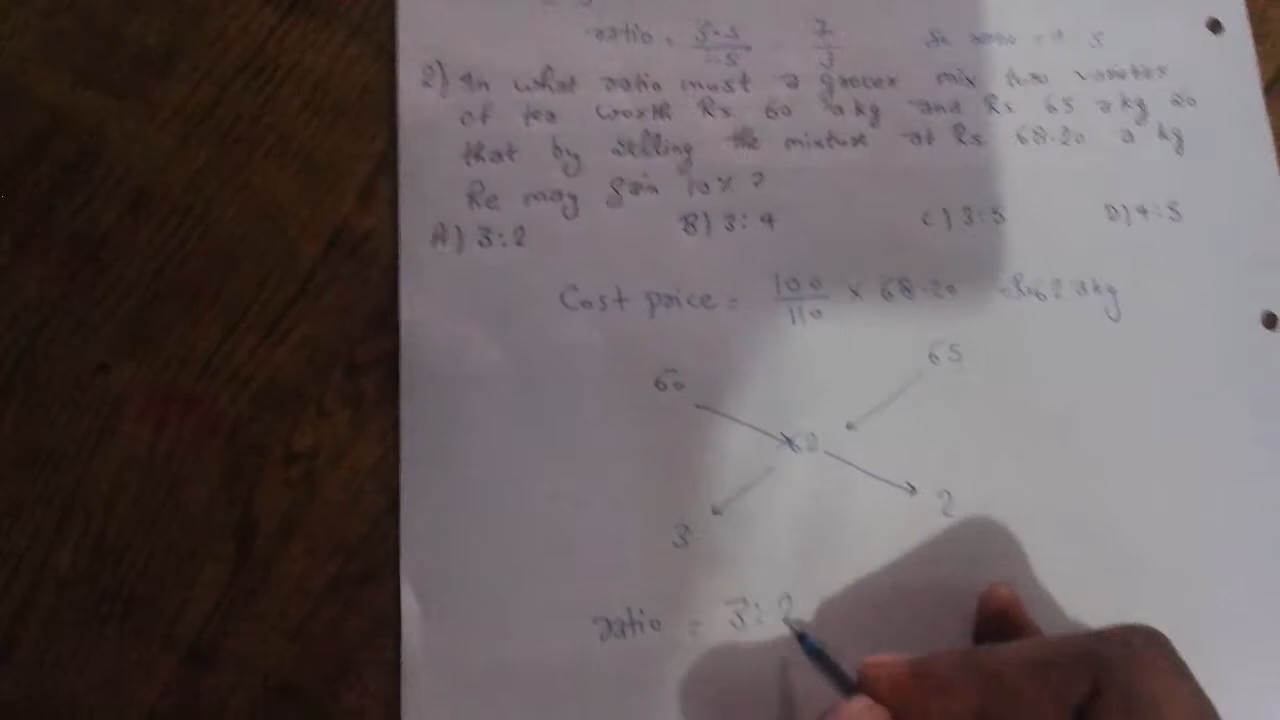 ratio =
2) In what ratio must a grocer mix two varieties
of tea worth Rs. 60 a kg and Rs 65 a kg so
that by selling the mixture at Rs 68.20 a kg
He may gain 10% ?
A) 3:2 B) 3:4 C) 3:5 D) 4:5
Cost price = 100/110 × 68.20 = Rs 62 a kg
65
60
62
2
3
ratio = 3:2